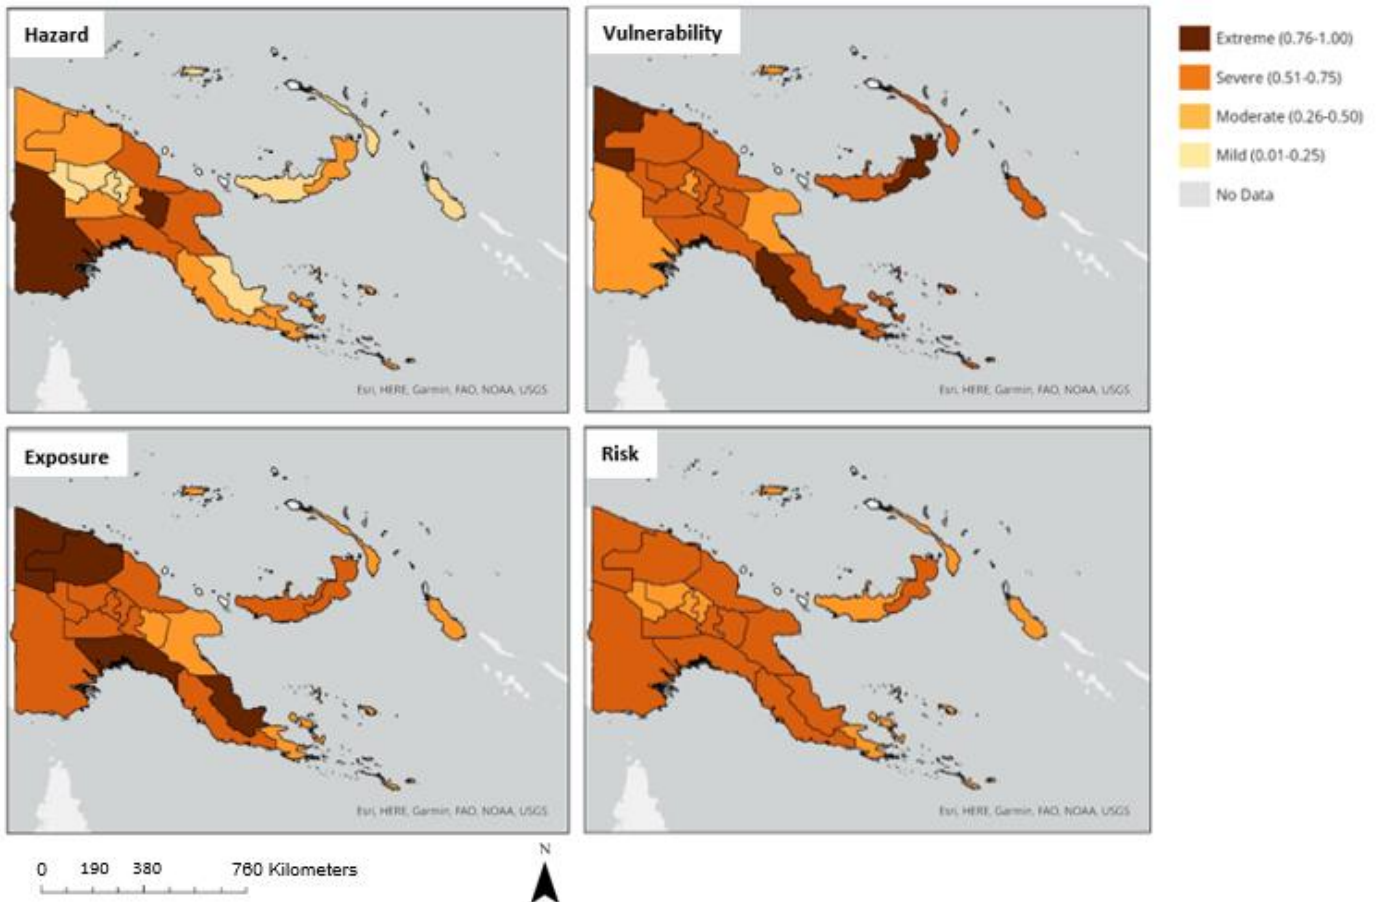 Hazard
Vulnerability
Extreme (0.76-1.00)
Severe (0.51-0.75)
Moderate (0.26-0.50)
Mild (0.01-0.25)
No Data
Esri, HERE, Garmin, FAO, NOAA, USGS
Esri, HERE, Garmin, FAO, NOAA, USGS
Exposure
Risk
Esri, HERE, Garmin, FAO, NOAA, USGS
Esri, HERE, Garmin, FAO, NOAA, USGS
0 190 380 760 Kilometers
N